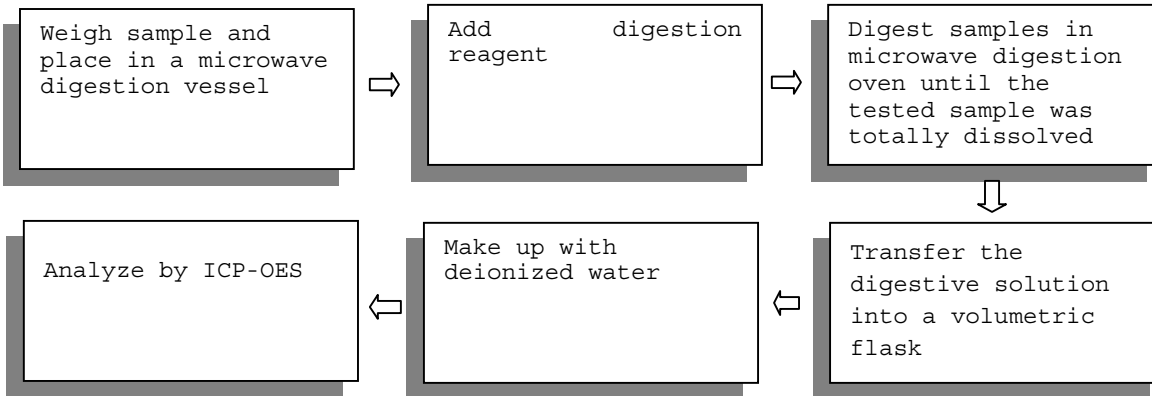 Weigh sample and
place in a microwave
digestion vessel
Add digestion
reagent
Digest samples in
microwave digestion
oven until the
tested sample was
totally dissolved
Transfer the
digestive solution
into a volumetric
flask
Make up with
deionized water
Analyze by ICP-OES